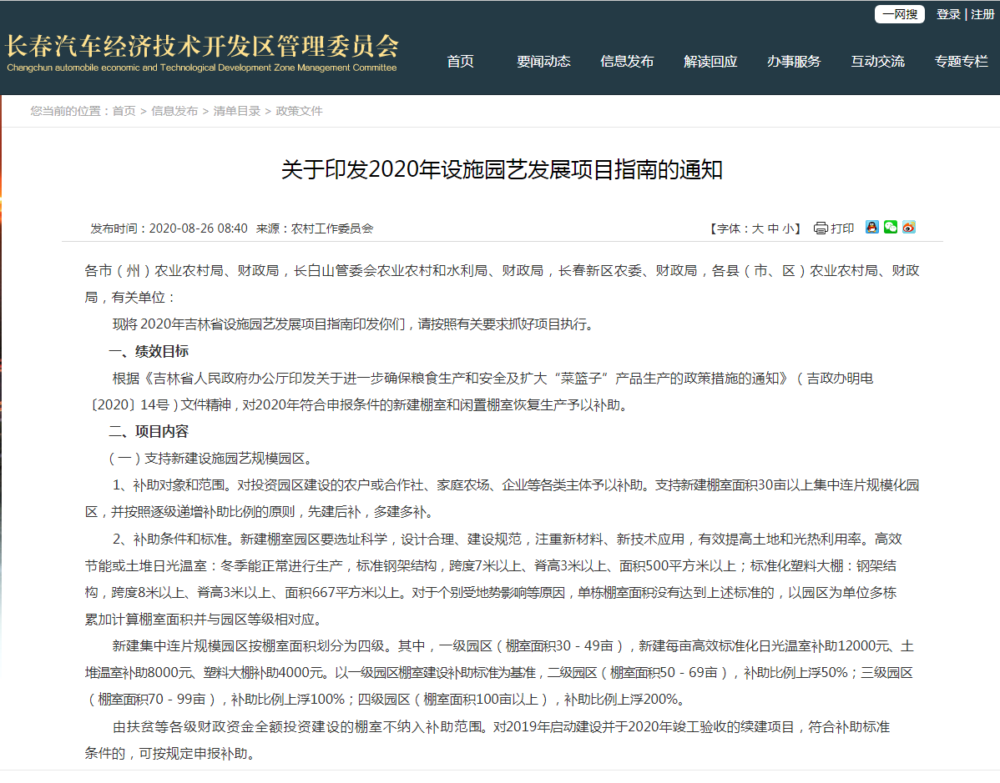 一网搜 登录 | 注册
长春汽车经济技术开发区管理委员会
Changchun automobile economic and Technological Development Zone Management Committee
首页 要闻动态 信息发布 解读回应 办事服务 互动交流 专题专栏
您当前的位置：首页 > 信息发布 > 清单目录 > 政策文件
关于印发2020年设施园艺发展项目指南的通知
发布时间：2020-08-26 08:40 来源：农村工作委员会 【字体：大 中 小】 打印
各市（州）农业农村局、财政局，长白山管委会农业农村和水利局、财政局，长春新区农委、财政局，各县（市、区）农业农村局、财政
局，有关单位：
现将 2020年吉林省设施园艺发展项目指南印发你们，请按照有关要求抓好项目执行。
一、绩效目标
根据《吉林省人民政府办公厅印发关于进一步确保粮食生产和安全及扩大“菜篮子”产品生产的政策措施的通知》（吉政办明电
〔2020〕14号）文件精神，对2020年符合申报条件的新建棚室和闲置棚室恢复生产予以补助。
二、项目内容
（一）支持新建设施园艺规模园区。
1、补助对象和范围。对投资园区建设的农户或合作社、家庭农场、企业等各类主体予以补助。支持新建棚室面积30亩以上集中连片规模化园
区，并按照逐级递增补助比例的原则，先建后补，多建多补。
2、补助条件和标准。新建棚室园区要选址科学，设计合理、建设规范，注重新材料、新技术应用，有效提高土地和光热利用率。高效
节能或土堆日光温室：冬季能正常进行生产，标准钢架结构，跨度7米以上、脊高3米以上、面积500平方米以上；标准化塑料大棚：钢架结
构，跨度8米以上、脊高3米以上、面积667平方米以上。对于个别受地势影响等原因，单栋棚室面积没有达到上述标准的，以园区为单位多栋
累加计算棚室面积并与园区等级相对应。
新建集中连片规模园区按棚室面积划分为四级。其中，一级园区（棚室面积30－49亩），新建每亩高效标准化日光温室补助12000元、土
堆温室补助8000元、塑料大棚补助4000元。以一级园区棚室建设补助标准为基准，二级园区（棚室面积50－69亩），补助比例上浮50%；三级园区
（棚室面积70－99亩），补助比例上浮100%；四级园区（棚室面积100亩以上），补助比例上浮200%。
由扶贫等各级财政资金全额投资建设的棚室不纳入补助范围。对2019年启动建设并于2020年竣工验收的续建项目，符合补助标准
条件的，可按规定申报补助。